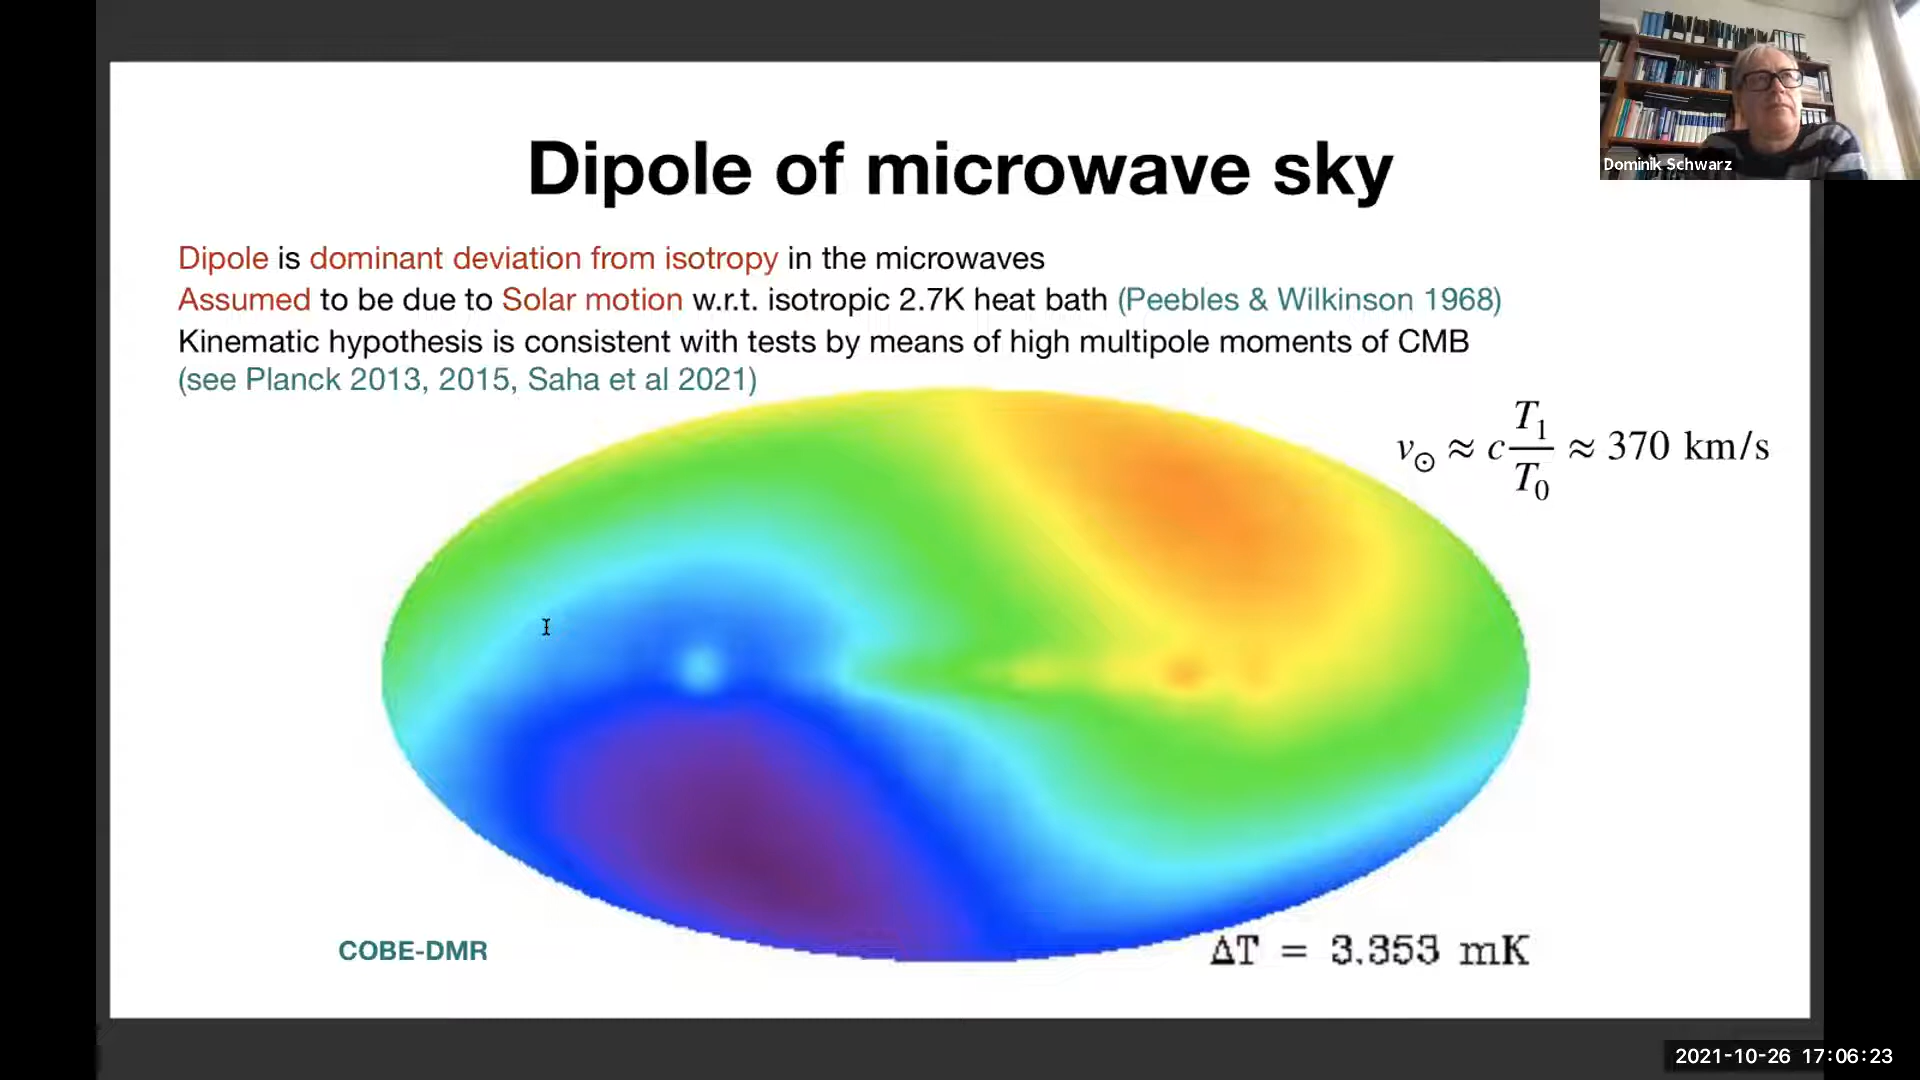 Dominik Schwarz
Dipole of microwave sky
Dipole is dominant deviation from isotropy in the microwaves
Assumed to be due to Solar motion w.r.t. isotropic 2.7K heat bath (Peebles & Wilkinson 1968)
Kinematic hypothesis is consistent with tests by means of high multipole moments of CMB
(see Planck 2013, 2015, Saha et al 2021)
v⊙ ≈ c T₁/T₀ ≈ 370 km/s
COBE-DMR
ΔT = 3.353 mK
2021-10-26 17:06:23